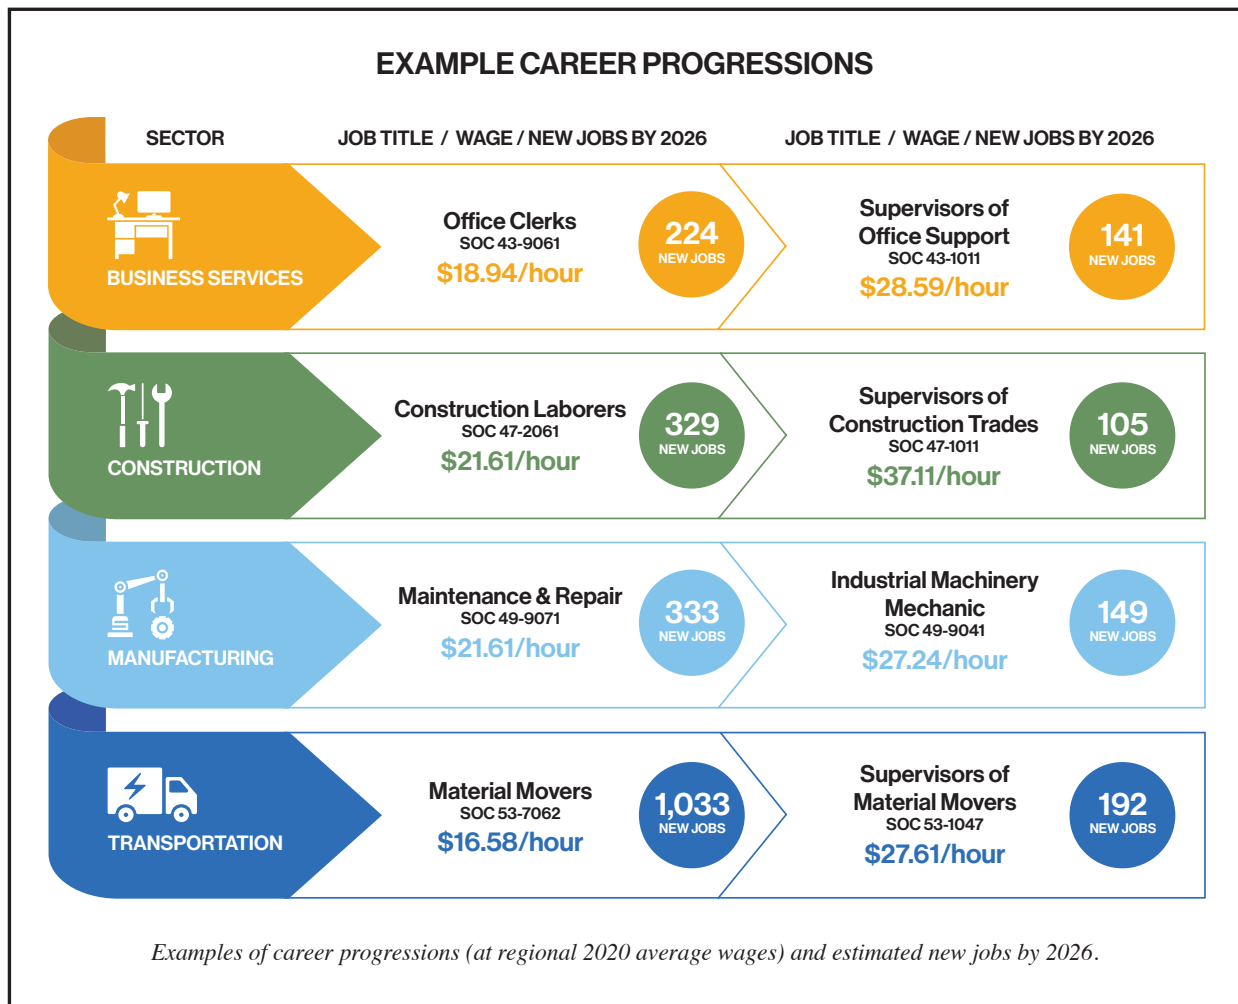 EXAMPLE CAREER PROGRESSIONS
SECTOR
JOB TITLE / WAGE / NEW JOBS BY 2026
JOB TITLE / WAGE / NEW JOBS BY 2026
BUSINESS SERVICES
Office Clerks
SOC 43-9061
$18.94/hour
224
NEW JOBS
Supervisors of
Office Support
SOC 43-1011
$28.59/hour
141
NEW JOBS
CONSTRUCTION
Construction Laborers
SOC 47-2061
$21.61/hour
329
NEW JOBS
Supervisors of
Construction Trades
SOC 47-1011
$37.11/hour
105
NEW JOBS
MANUFACTURING
Maintenance & Repair
SOC 49-9071
$21.61/hour
333
NEW JOBS
Industrial Machinery
Mechanic
SOC 49-9041
$27.24/hour
149
NEW JOBS
TRANSPORTATION
Material Movers
SOC 53-7062
$16.58/hour
1,033
NEW JOBS
Supervisors of
Material Movers
SOC 53-1047
$27.61/hour
192
NEW JOBS
Examples of career progressions (at regional 2020 average wages) and estimated new jobs by 2026.